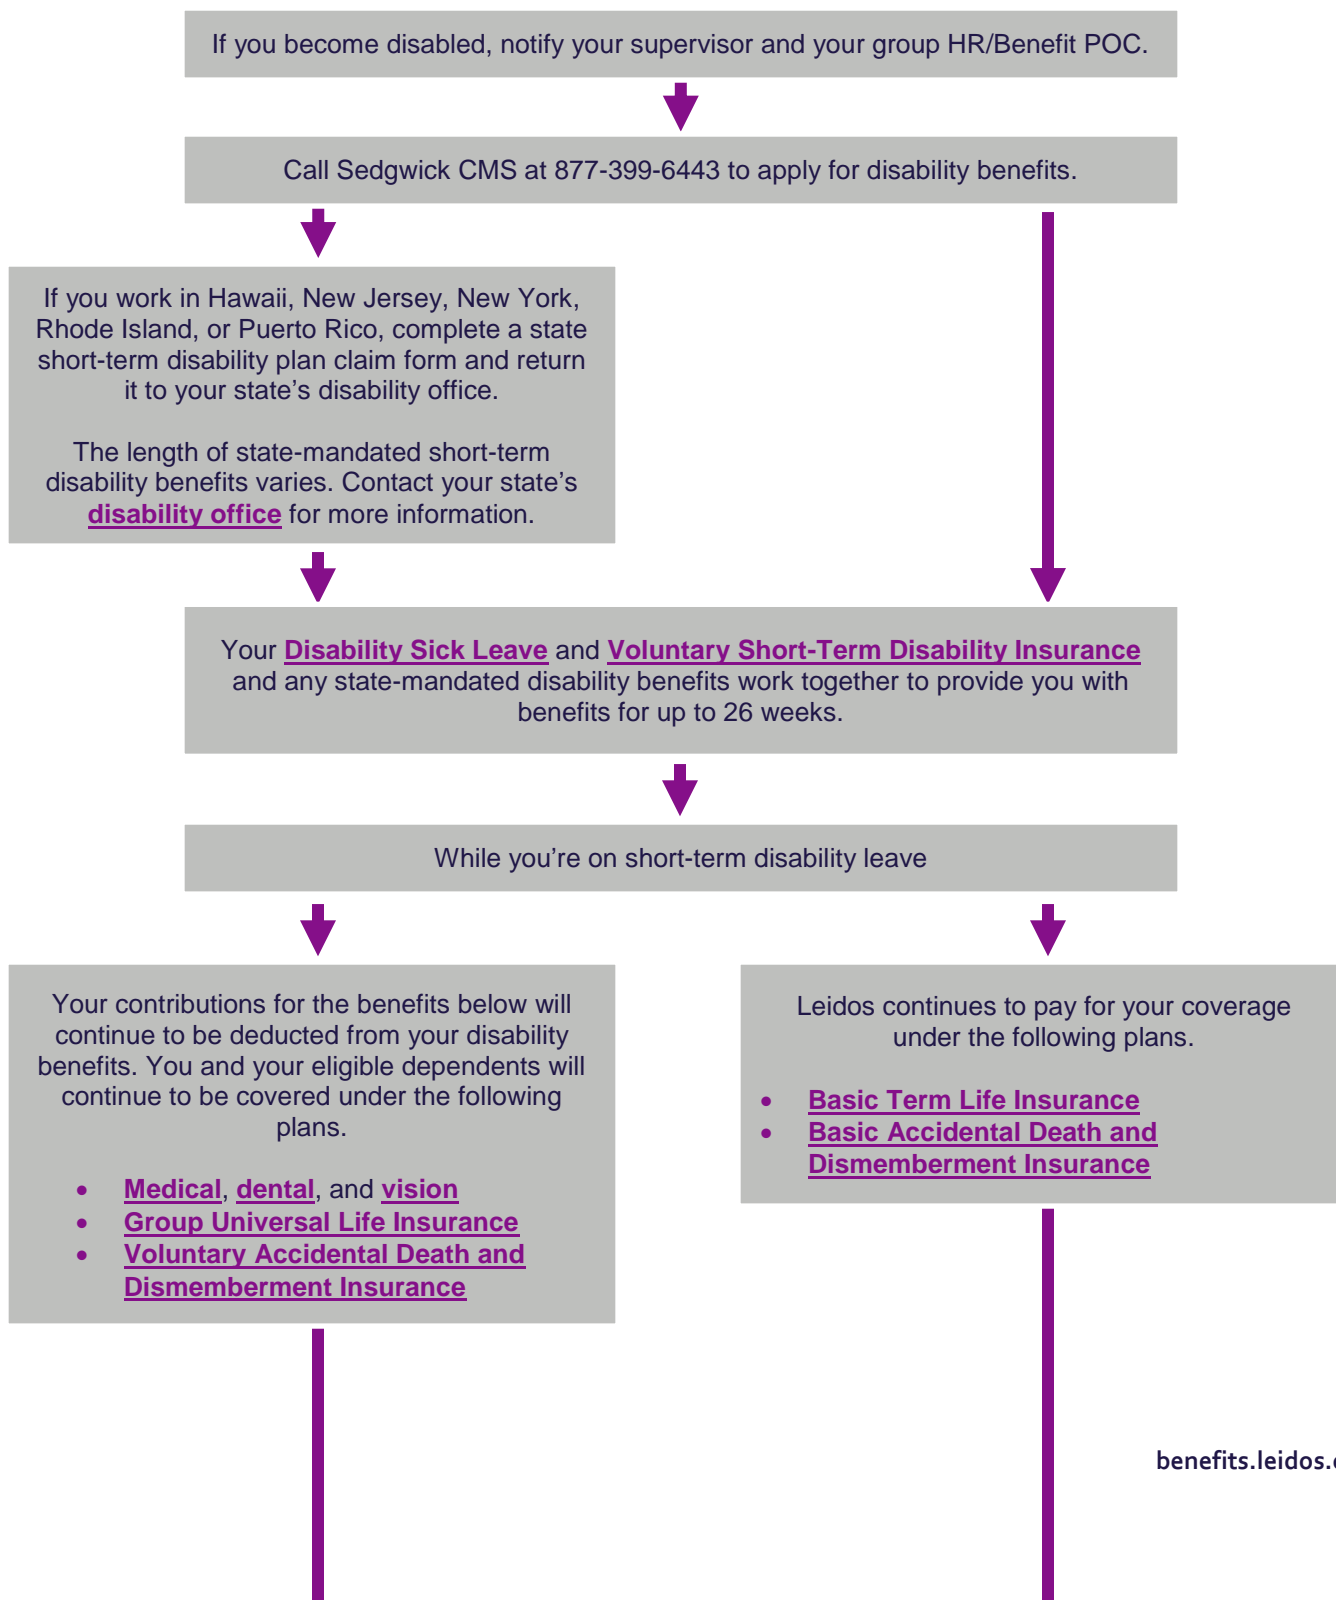 If you become disabled, notify your supervisor and your group HR/Benefit POC.
Call Sedgwick CMS at 877-399-6443 to apply for disability benefits.
If you work in Hawaii, New Jersey, New York,
Rhode Island, or Puerto Rico, complete a state
short-term disability plan claim form and return
it to your state’s disability office.
The length of state-mandated short-term
disability benefits varies. Contact your state’s
disability office for more information.
Your Disability Sick Leave and Voluntary Short-Term Disability Insurance
and any state-mandated disability benefits work together to provide you with
benefits for up to 26 weeks.
While you’re on short-term disability leave
Your contributions for the benefits below will
continue to be deducted from your disability
benefits. You and your eligible dependents will
continue to be covered under the following
plans.
• Medical, dental, and vision
• Group Universal Life Insurance
• Voluntary Accidental Death and
Dismemberment Insurance
Leidos continues to pay for your coverage
under the following plans.
• Basic Term Life Insurance
• Basic Accidental Death and
Dismemberment Insurance
benefits.leidos.